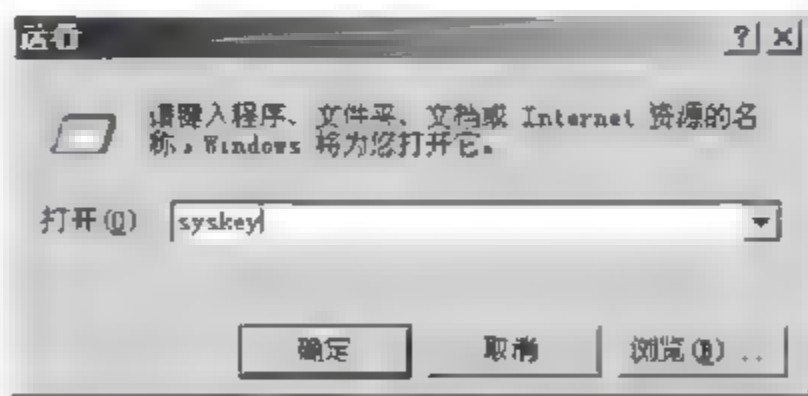 运行
请键入程序、文件夹、文档或 Internet 资源的名
称，Windows 将为您打开它。
打开(O)
syskey
确定
取消
浏览(B)..